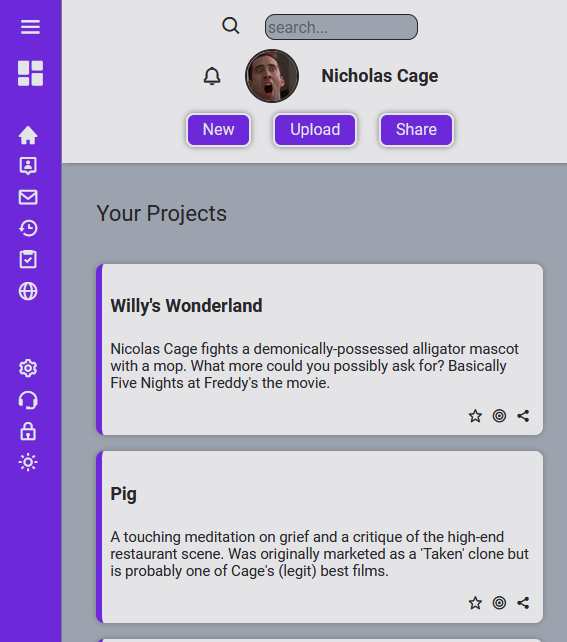 search...
Nicholas Cage
New Upload Share
Your Projects
Willy's Wonderland
Nicolas Cage fights a demonically-possessed alligator mascot
with a mop. What more could you possibly ask for? Basically
Five Nights at Freddy's the movie.
Pig
A touching meditation on grief and a critique of the high-end
restaurant scene. Was originally marketed as a 'Taken' clone but
is probably one of Cage's (legit) best films.